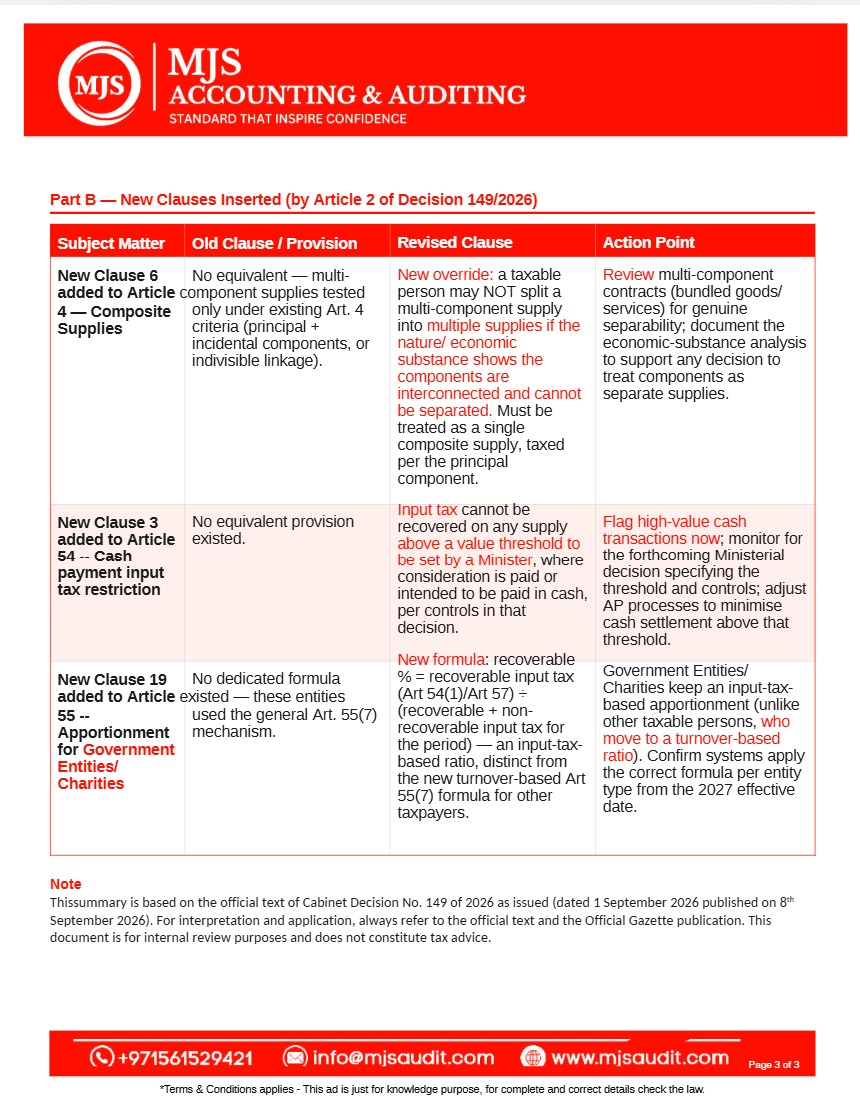 MJS
MJS
ACCOUNTING & AUDITING
STANDARD THAT INSPIRE CONFIDENCE
Part B — New Clauses Inserted (by Article 2 of Decision 149/2026)
Subject Matter
Old Clause / Provision
Revised Clause
Action Point
New Clause 6
added to Article
4 — Composite
Supplies
No equivalent — multi-
component supplies tested
only under existing Art. 4
criteria (principal +
incidental components, or
indivisible linkage).
New override: a taxable
person may NOT split a
multi-component supply
into multiple supplies if the
nature/ economic
substance shows the
components are
interconnected and cannot
be separated. Must be
treated as a single
composite supply, taxed
per the principal
component.
Review multi-component
contracts (bundled goods/
services) for genuine
separability; document the
economic-substance analysis
to support any decision to
treat components as
separate supplies.
New Clause 3
added to Article
54 -- Cash
payment input
tax restriction
No equivalent provision
existed.
Input tax cannot be
recovered on any supply
above a value threshold to
be set by a Minister, where
consideration is paid or
intended to be paid in cash,
per controls in that
decision.
Flag high-value cash
transactions now; monitor for
the forthcoming Ministerial
decision specifying the
threshold and controls; adjust
AP processes to minimise
cash settlement above that
threshold.
New Clause 19
added to Article
55 --
Apportionment
for Government
Entities/
Charities
No dedicated formula
existed — these entities
used the general Art. 55(7)
mechanism.
New formula: recoverable
% = recoverable input tax
(Art 54(1)/Art 57) ÷
(recoverable + non-
recoverable input tax for
the period) — an input-tax-
based ratio, distinct from
the new turnover-based Art
55(7) formula for other
taxpayers.
Government Entities/
Charities keep an input-tax-
based apportionment (unlike
other taxable persons, who
move to a turnover-based
ratio). Confirm systems apply
the correct formula per entity
type from the 2027 effective
date.
Note
Thissummary is based on the official text of Cabinet Decision No. 149 of 2026 as issued (dated 1 September 2026 published on 8th
September 2026). For interpretation and application, always refer to the official text and the Official Gazette publication. This
document is for internal review purposes and does not constitute tax advice.
+971561529421 info@mjsaudit.com www.mjsaudit.com Page 3 of 3
*Terms & Conditions applies - This ad is just for knowledge purpose, for complete and correct details check the law.